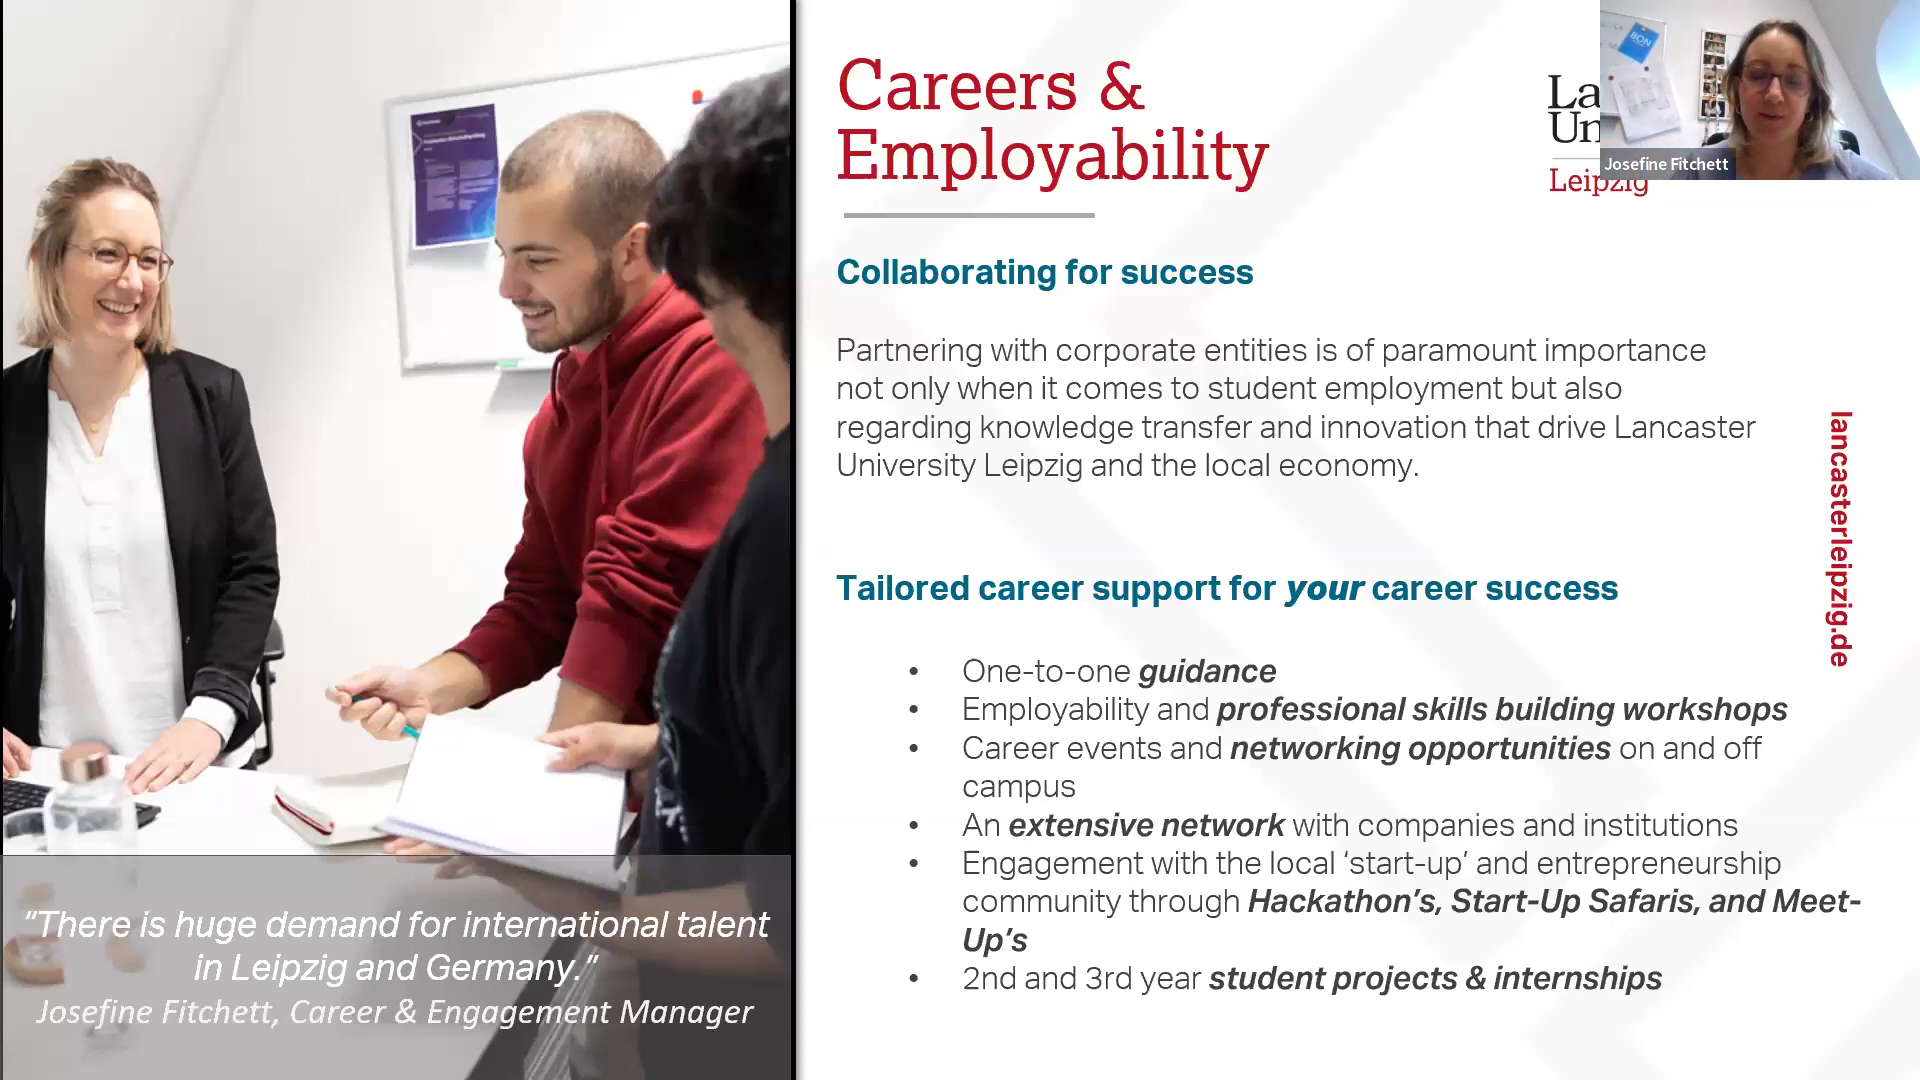 Careers &
Employability
La
Un
Leipzig
BON
Josefine Fitchett
Collaborating for success
Partnering with corporate entities is of paramount importance
not only when it comes to student employment but also
regarding knowledge transfer and innovation that drive Lancaster
University Leipzig and the local economy.
lancasterleipzig.de
Tailored career support for your career success
• One-to-one guidance
• Employability and professional skills building workshops
• Career events and networking opportunities on and off
campus
• An extensive network with companies and institutions
• Engagement with the local ‘start-up’ and entrepreneurship
community through Hackathon’s, Start-Up Safaris, and Meet-
Up’s
• 2nd and 3rd year student projects & internships
“There is huge demand for international talent
in Leipzig and Germany.”
Josefine Fitchett, Career & Engagement Manager